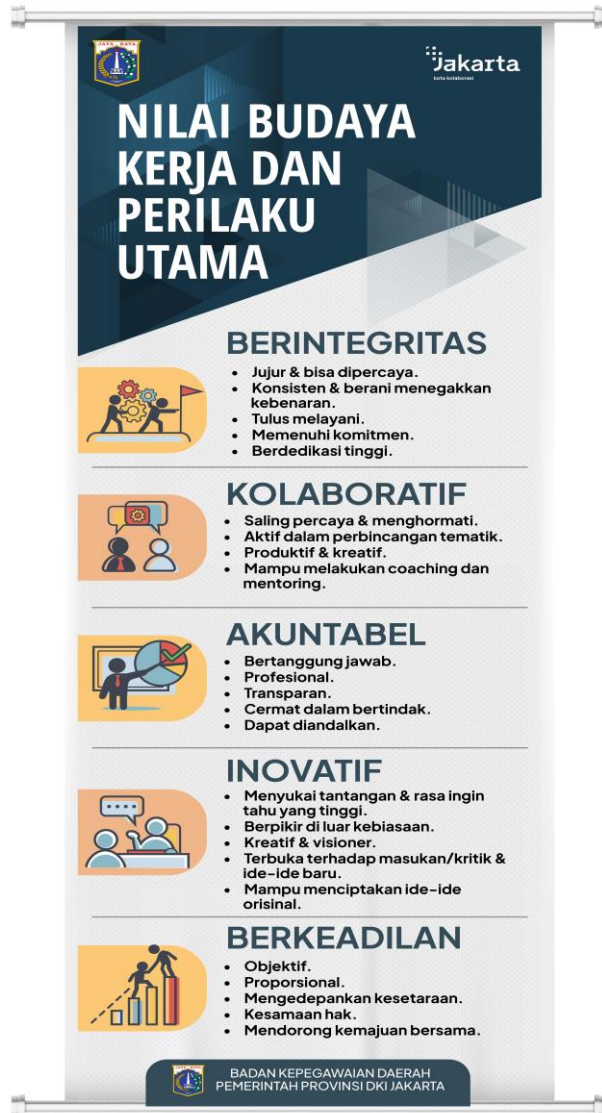 JAYA RAYA
Jakarta
kota kolaborasi
NILAI BUDAYA
KERJA DAN
PERILAKU
UTAMA
BERINTEGRITAS
• Jujur & bisa dipercaya.
• Konsisten & berani menegakkan
kebenaran.
• Tulus melayani.
• Memenuhi komitmen.
• Berdedikasi tinggi.
KOLABORATIF
• Saling percaya & menghormati.
• Aktif dalam perbincangan tematik.
• Produktif & kreatif.
• Mampu melakukan coaching dan
mentoring.
AKUNTABEL
• Bertanggung jawab.
• Profesional.
• Transparan.
• Cermat dalam bertindak.
• Dapat diandalkan.
INOVATIF
• Menyukai tantangan & rasa ingin
tahu yang tinggi.
• Berpikir di luar kebiasaan.
• Kreatif & visioner.
• Terbuka terhadap masukan/kritik &
ide-ide baru.
• Mampu menciptakan ide-ide
orisinal.
BERKEADILAN
• Objektif.
• Proporsional.
• Mengedepankan kesetaraan.
• Kesamaan hak.
• Mendorong kemajuan bersama.
BADAN KEPEGAWAIAN DAERAH
PEMERINTAH PROVINSI DKI JAKARTA